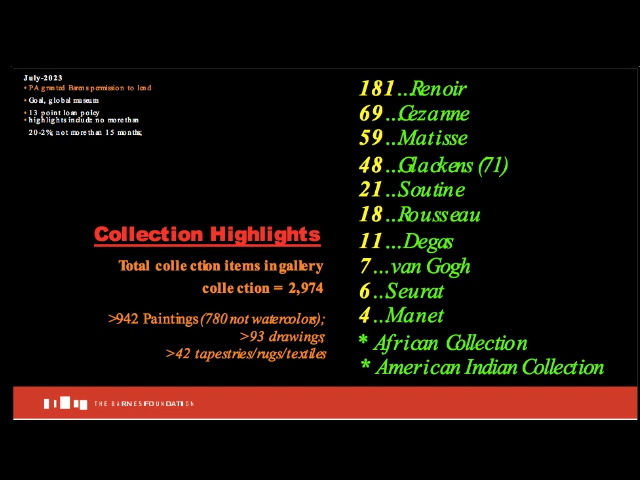 July-2023
• PA granted Barns permission to lend
• Goal, global museum
• 13 point loan policy
• highlights include no more than
20-2%; not more than 15 months;
Collection Highlights
Total collection items in gallery
collection = 2,974
>942 Paintings (780 not watercolors);
>93 drawings;
>42 tapestries/rugs/textiles
181...Renoir
69...Cezanne
59...Matisse
48...Glackens (71)
21...Soutine
18...Rousseau
11...Degas
7...van Gogh
6...Seurat
4...Manet
* African Collection
* American Indian Collection
THE BARNES FOUNDATION